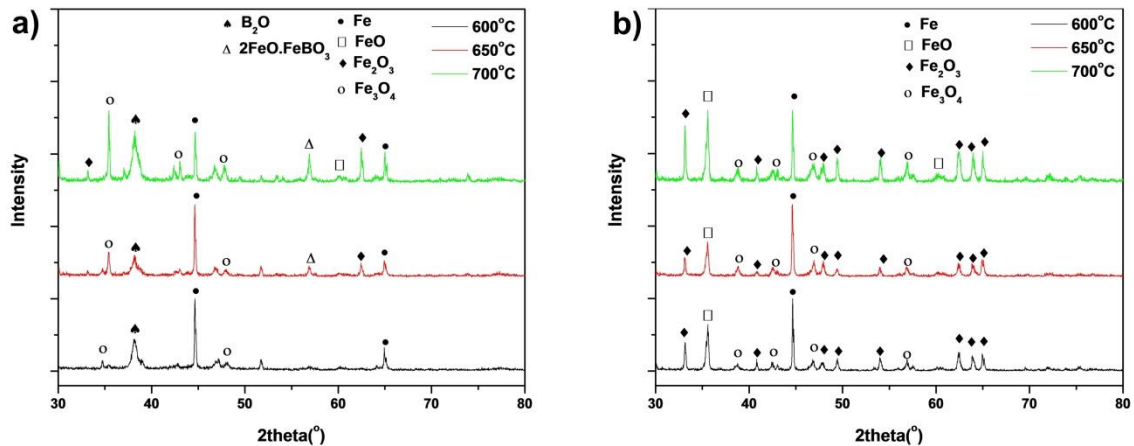 a)
B₂O
2FeO.FeBO₃
Fe
FeO
Fe₂O₃
Fe₃O₄
600°C
650°C
700°C
Intensity
30 40 50 60 70 80
2theta(°)
b)
Fe
FeO
Fe₂O₃
Fe₃O₄
600°C
650°C
700°C
Intensity
30 40 50 60 70 80
2theta(°)